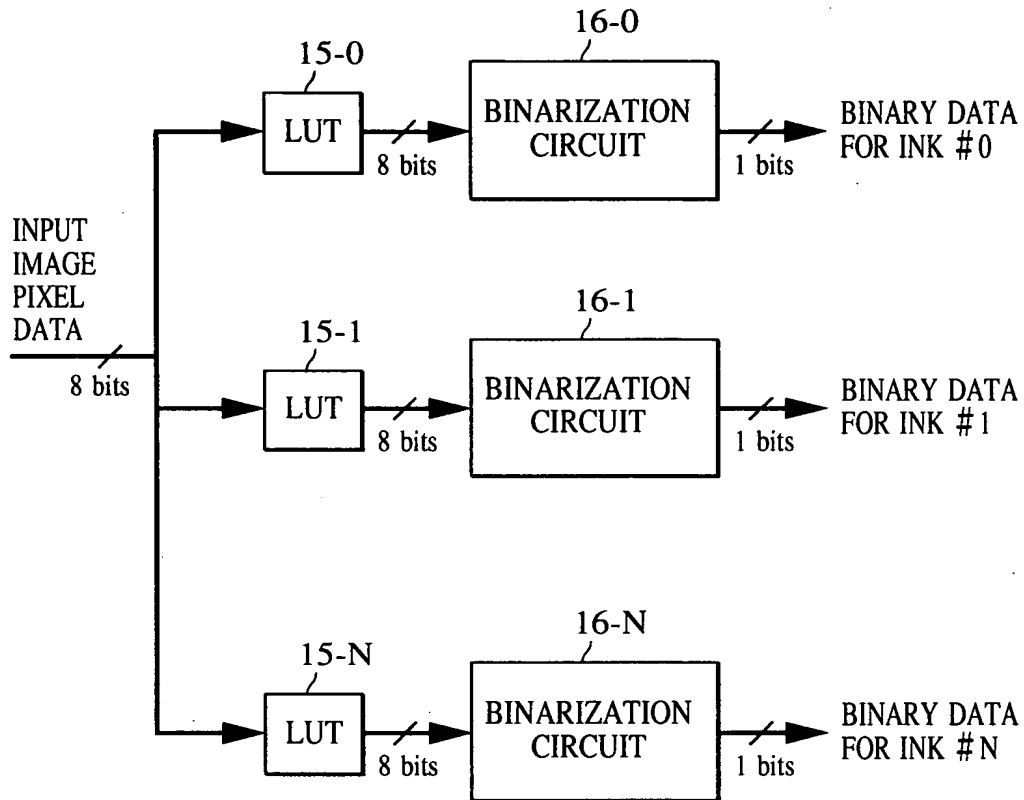 16-0
15-0
LUT
8 bits
BINARIZATION
CIRCUIT
1 bits
BINARY DATA
FOR INK #0
INPUT
IMAGE
PIXEL
DATA
8 bits
16-1
15-1
LUT
8 bits
BINARIZATION
CIRCUIT
1 bits
BINARY DATA
FOR INK #1
16-N
15-N
LUT
8 bits
BINARIZATION
CIRCUIT
1 bits
BINARY DATA
FOR INK #N